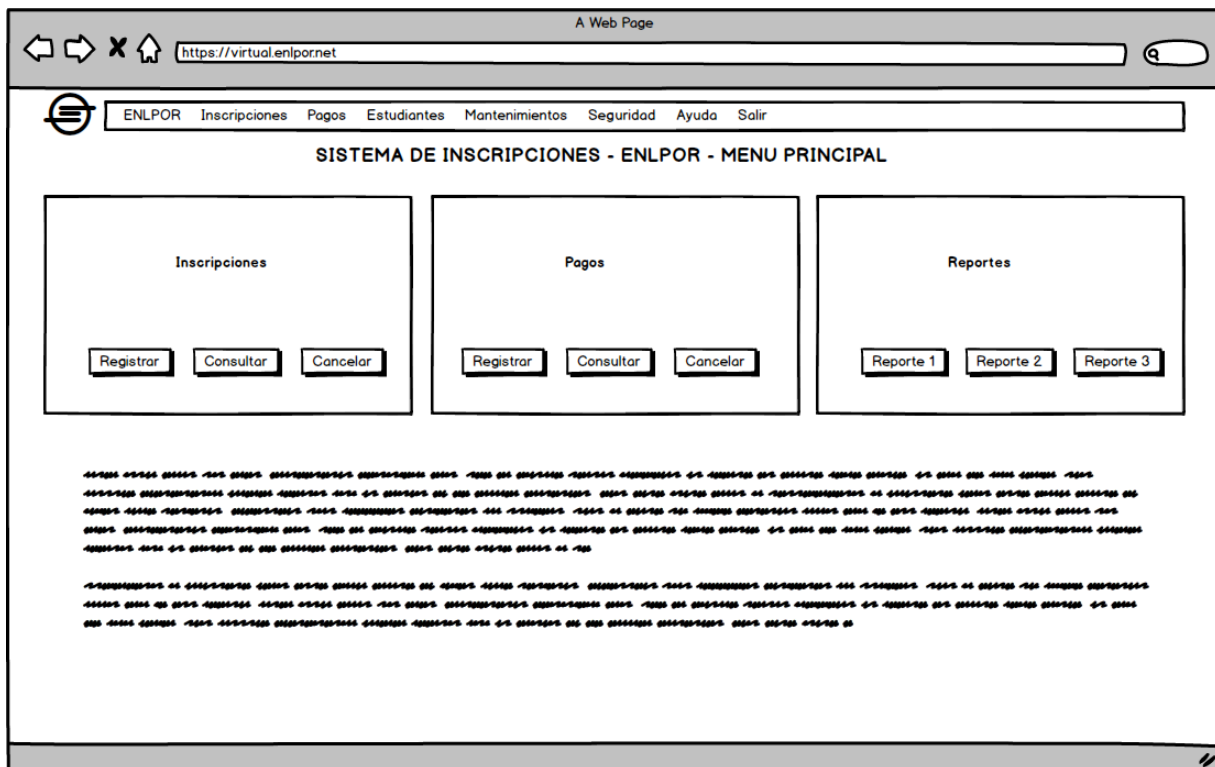 A Web Page
https://virtual.enlpor.net
ENLPOR Inscripciones Pagos Estudiantes Mantenimientos Seguridad Ayuda Salir
SISTEMA DE INSCRIPCIONES - ENLPOR - MENU PRINCIPAL
Inscripciones
Registrar Consultar Cancelar
Pagos
Registrar Consultar Cancelar
Reportes
Reporte 1 Reporte 2 Reporte 3